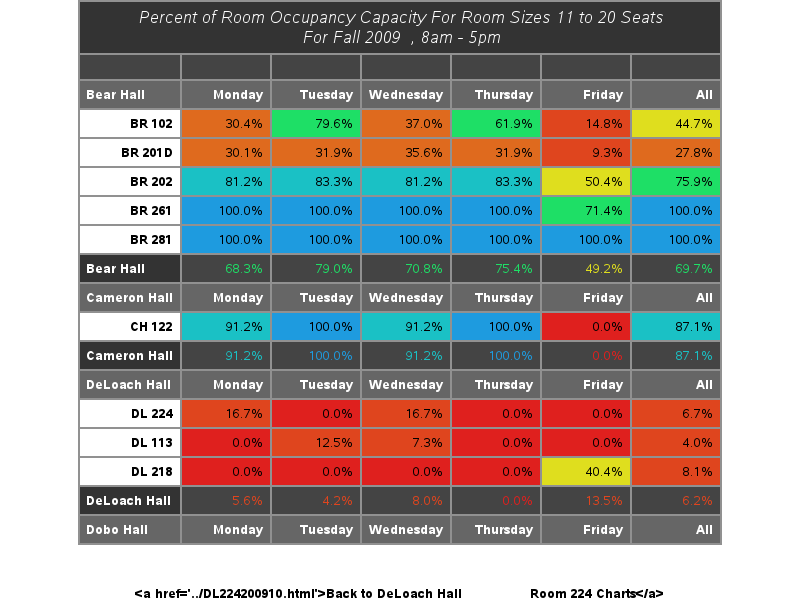 Percent of Room Occupancy Capacity For Room Sizes 11 to 20 Seats
For Fall 2009 , 8am - 5pm
Bear Hall Monday Tuesday Wednesday Thursday Friday All
BR 102 30.4% 79.6% 37.0% 61.9% 14.8% 44.7%
BR 201D 30.1% 31.9% 35.6% 31.9% 9.3% 27.8%
BR 202 81.2% 83.3% 81.2% 83.3% 50.4% 75.9%
BR 261 100.0% 100.0% 100.0% 100.0% 71.4% 100.0%
BR 281 100.0% 100.0% 100.0% 100.0% 100.0% 100.0%
Bear Hall 68.3% 79.0% 70.8% 75.4% 49.2% 69.7%
Cameron Hall Monday Tuesday Wednesday Thursday Friday All
CH 122 91.2% 100.0% 91.2% 100.0% 0.0% 87.1%
Cameron Hall 91.2% 100.0% 91.2% 100.0% 0.0% 87.1%
DeLoach Hall Monday Tuesday Wednesday Thursday Friday All
DL 224 16.7% 0.0% 16.7% 0.0% 0.0% 6.7%
DL 113 0.0% 12.5% 7.3% 0.0% 0.0% 4.0%
DL 218 0.0% 0.0% 0.0% 0.0% 40.4% 8.1%
DeLoach Hall 5.6% 4.2% 8.0% 0.0% 13.5% 6.2%
Dobo Hall Monday Tuesday Wednesday Thursday Friday All
<a href='../DL224200910.html'>Back to DeLoach Hall Room 224 Charts</a>